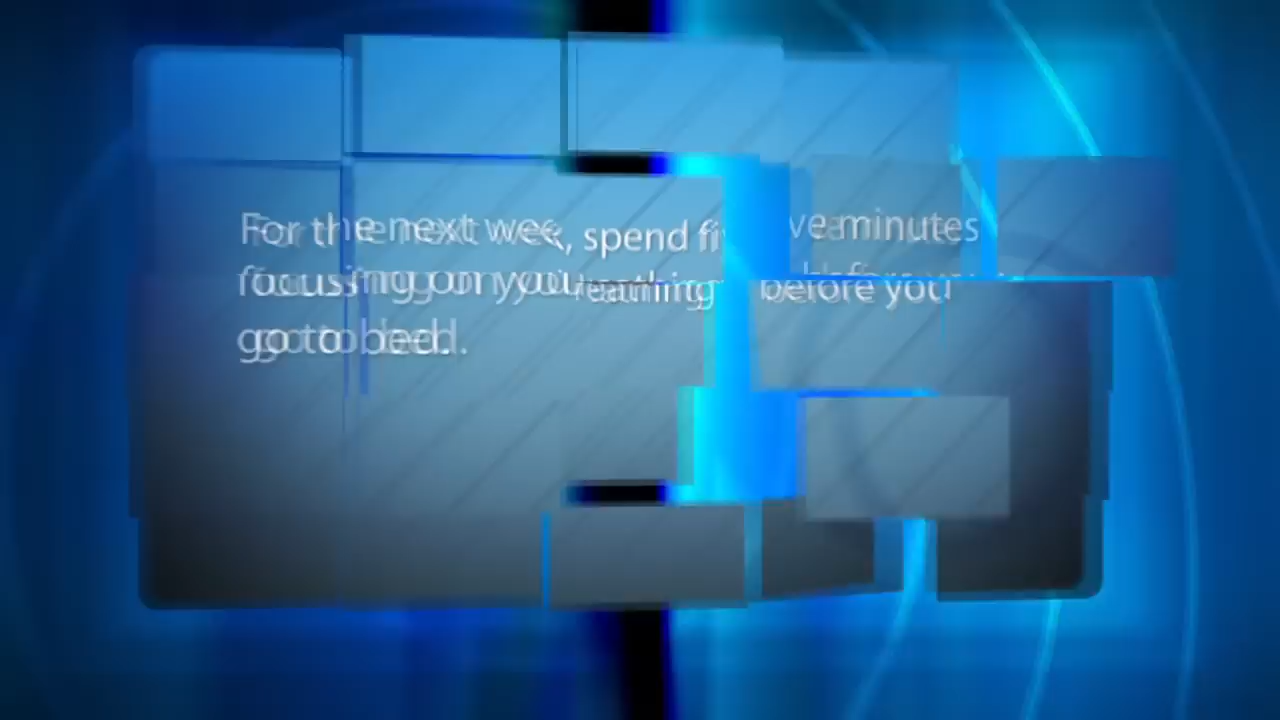 For the next week, spend five minutes
focusing on your breathing before you
go to bed.